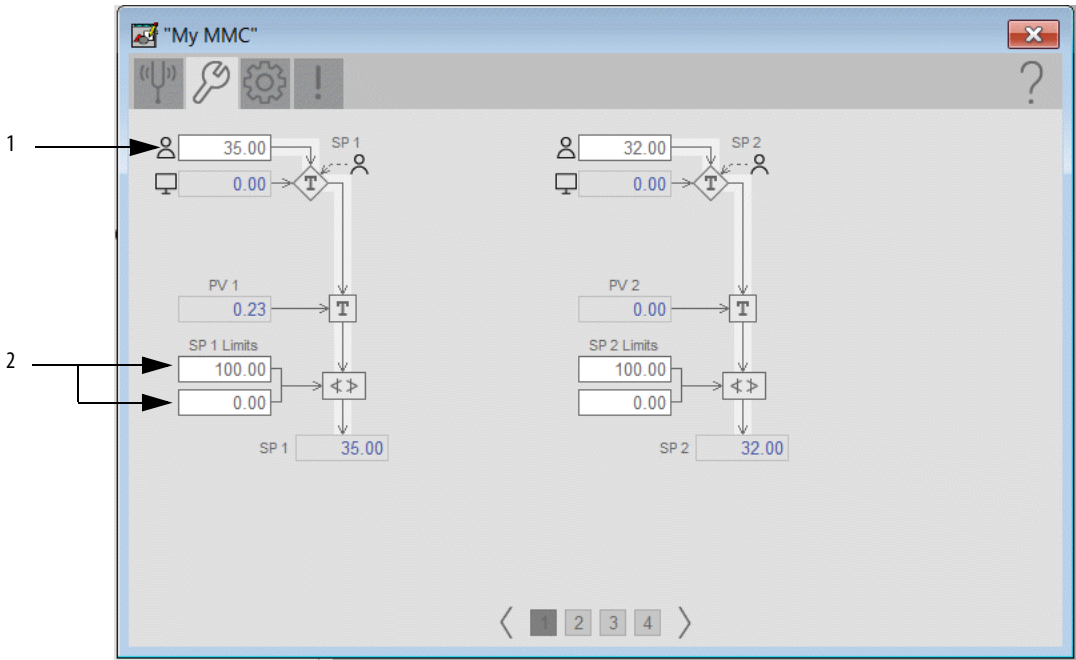 "My MMC"
?
1
35.00
SP 1
0.00
T
PV 1
0.23
T
2
SP 1 Limits
100.00
0.00
SP 1
35.00
32.00
SP 2
0.00
T
PV 2
0.00
T
SP 2 Limits
100.00
0.00
SP 2
32.00
1 2 3 4